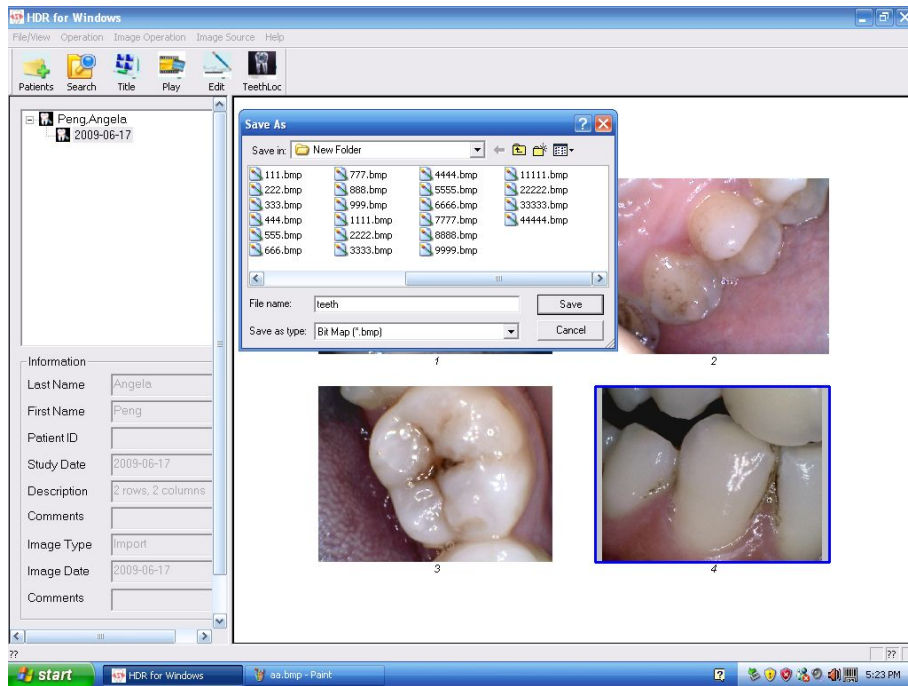 HDR for Windows
File/View Operation Image Operation Image Source Help
Patients Search Title Play Edit TeethLoc
Peng,Angela
2009-06-17
Save As
Save in: New Folder
111.bmp 777.bmp 4444.bmp 11111.bmp
222.bmp 888.bmp 5555.bmp 22222.bmp
333.bmp 999.bmp 6666.bmp 33333.bmp
444.bmp 1111.bmp 7777.bmp 44444.bmp
555.bmp 2222.bmp 8888.bmp
666.bmp 3333.bmp 9999.bmp
File name: teeth Save
Save as type: Bit Map (*.bmp) Cancel
1 2
3 4
Information
Last Name Angela
First Name Peng
Patient ID
Study Date 2009-06-17
Description 2 rows, 2 columns
Comments
Image Type Import
Image Date 2009-06-17
Comments
?? ??
start HDR for Windows aa.bmp - Paint 5:23 PM